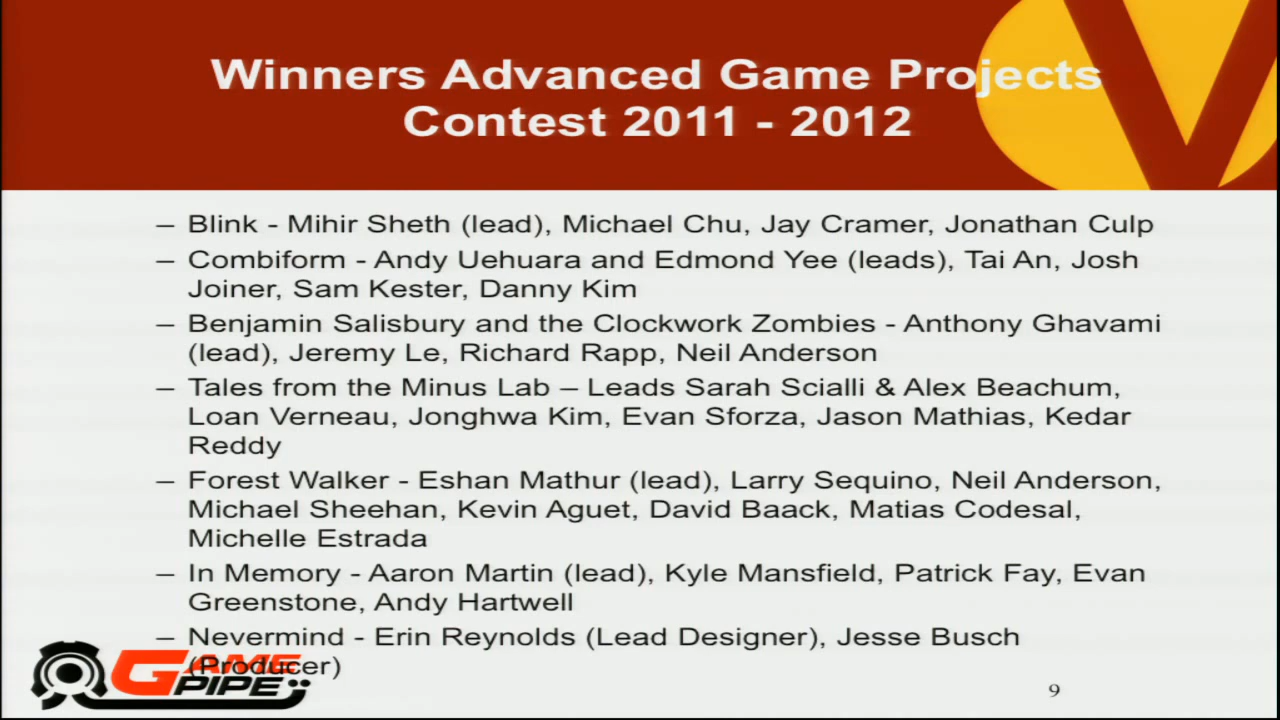 Winners Advanced Game Projects
Contest 2011 - 2012
– Blink - Mihir Sheth (lead), Michael Chu, Jay Cramer, Jonathan Culp
– Combiform - Andy Uehuara and Edmond Yee (leads), Tai An, Josh
Joiner, Sam Kester, Danny Kim
– Benjamin Salisbury and the Clockwork Zombies - Anthony Ghavami
(lead), Jeremy Le, Richard Rapp, Neil Anderson
– Tales from the Minus Lab – Leads Sarah Scialli & Alex Beachum,
Loan Verneau, Jonghwa Kim, Evan Sforza, Jason Mathias, Kedar
Reddy
– Forest Walker - Eshan Mathur (lead), Larry Sequino, Neil Anderson,
Michael Sheehan, Kevin Aguet, David Baack, Matias Codesal,
Michelle Estrada
– In Memory - Aaron Martin (lead), Kyle Mansfield, Patrick Fay, Evan
Greenstone, Andy Hartwell
– Nevermind - Erin Reynolds (Lead Designer), Jesse Busch
(Producer)
GAME
PIPE
9